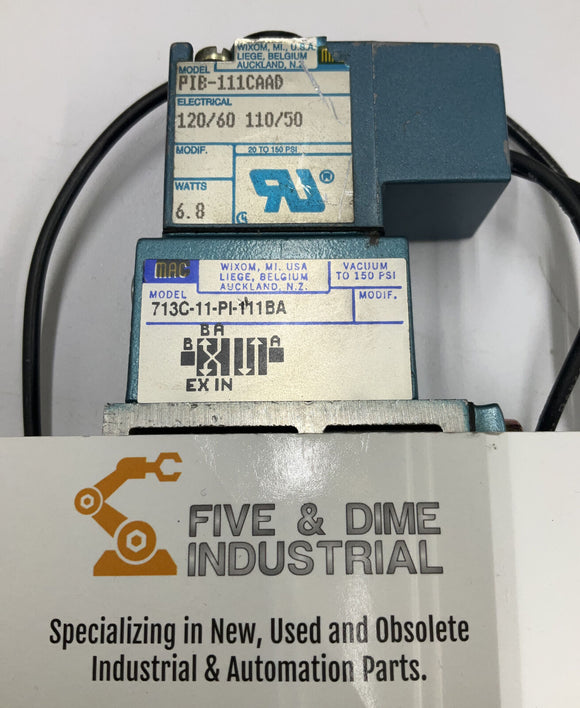 WIXOM, MI., U.S.A.
LIEGE, BELGIUM
AUCKLAND, N.Z.
MODEL
PIB-111CAAD
ELECTRICAL
120/60 110/50
MODIF.
20 TO 150 PSI
WATTS
6.8
MAC
WIXOM, MI. USA
LIEGE, BELGIUM
AUCKLAND, N.Z.
VACUUM
TO 150 PSI
MODEL
713C-11-PI-111BA
MODIF.
B A
B A
EX IN
FIVE & DIME
INDUSTRIAL
Specializing in New, Used and Obsolete
Industrial & Automation Parts.